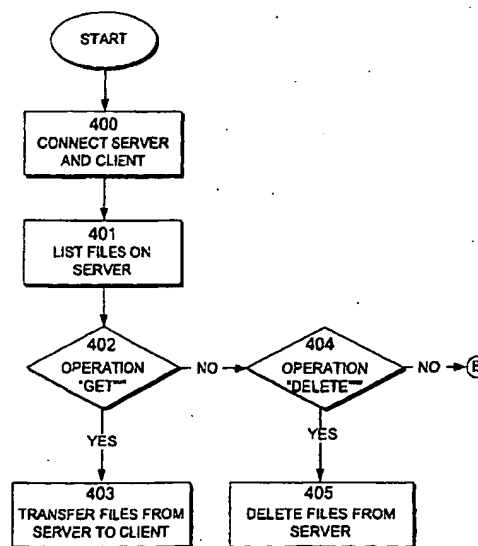 START
400
CONNECT SERVER
AND CLIENT
401
LIST FILES ON
SERVER
402
OPERATION
"GET"
NO
404
OPERATION
"DELETE"
NO
YES
YES
403
TRANSFER FILES FROM
SERVER TO CLIENT
405
DELETE FILES FROM
SERVER